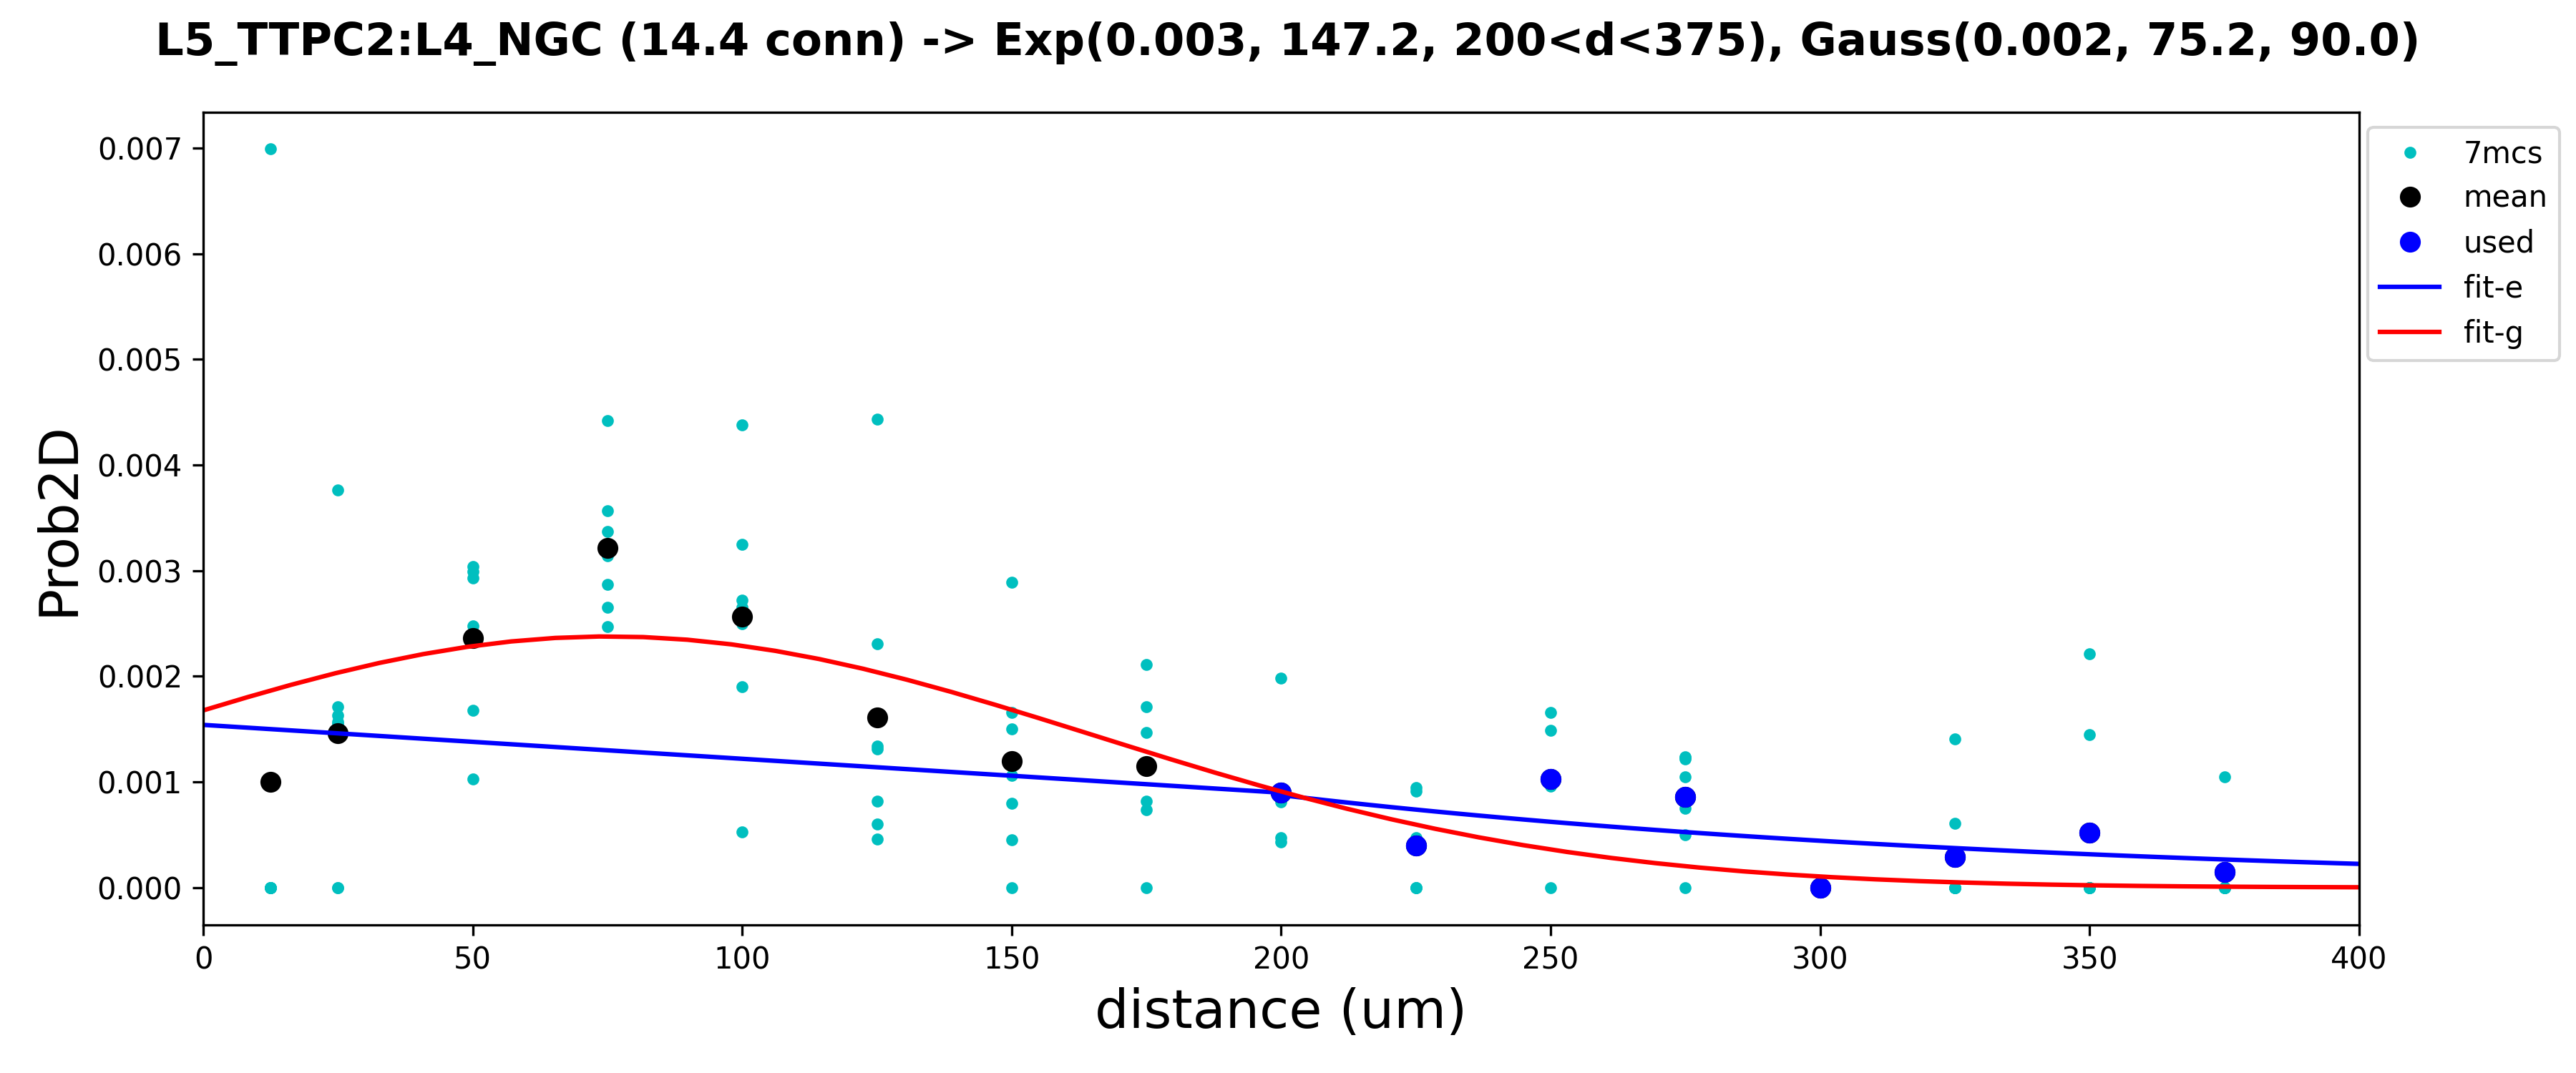 L5_TTPC2:L4_NGC (14.4 conn) -> Exp(0.003, 147.2, 200<d<375), Gauss(0.002, 75.2, 90.0)
0.007
0.006
0.005
0.004
0.003
0.002
0.001
0.000
Prob2D
0 50 100 150 200 250 300 350 400
distance (um)
7mcs
mean
used
fit-e
fit-g